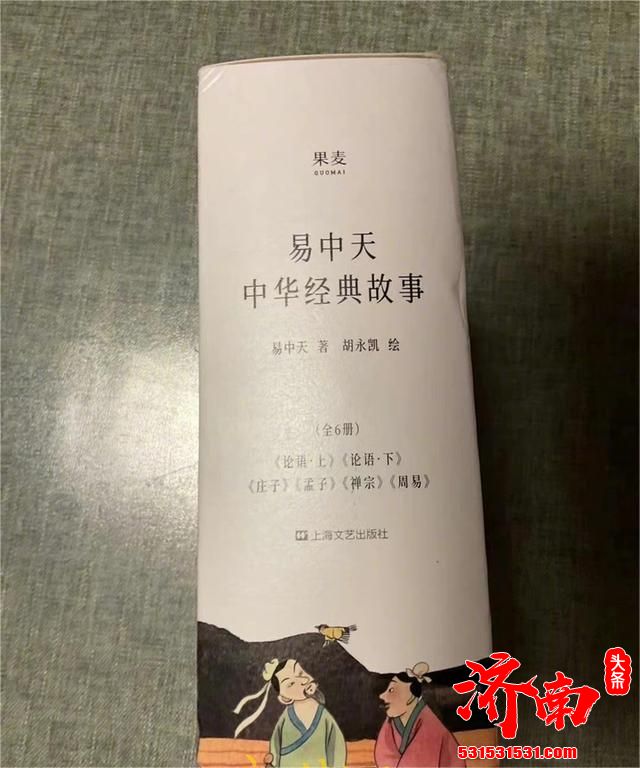 果麦
GUOMAI
易中天
中华经典故事
易中天 著 胡永凯 绘
(全6册)
《论语·上》《论语·下》
《庄子》《孟子》《禅宗》《周易》
上海文艺出版社
济南
头条
531531531.com